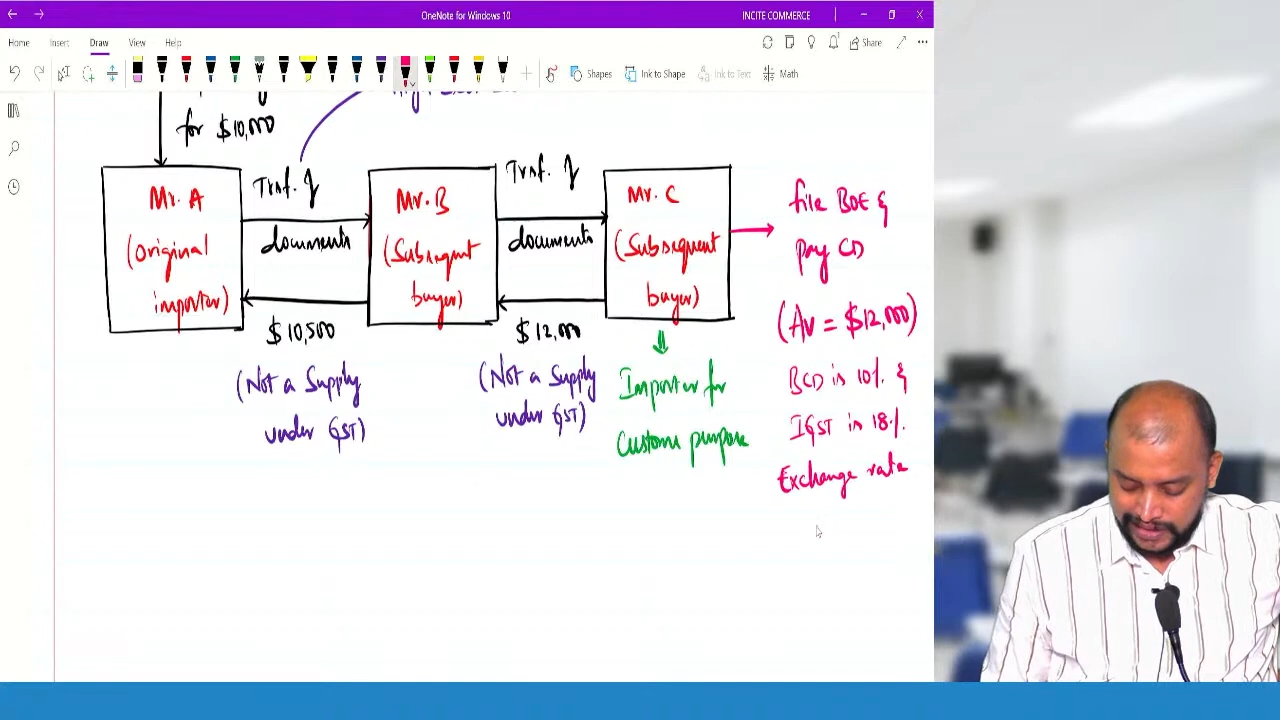 OneNote for Windows 10
INCITE COMMERCE
Home Insert Draw View Help
Share
Shapes Ink to Shape Ink to Text Math
for $10,000
Mr. A
(original
importer)
Trsf. of
documents
$10,500
(Not a Supply
under GST)
Mr. B
(Subseqent
buyer)
Trsf. of
documents
$12,000
(Not a Supply
under GST)
Mr. C
(Subsequent
buyer)
Importer for
Customs purpose
file BOE &
pay CD
(AV = $12,000)
BCD is 10% &
IGST is 18%.
Exchange rate